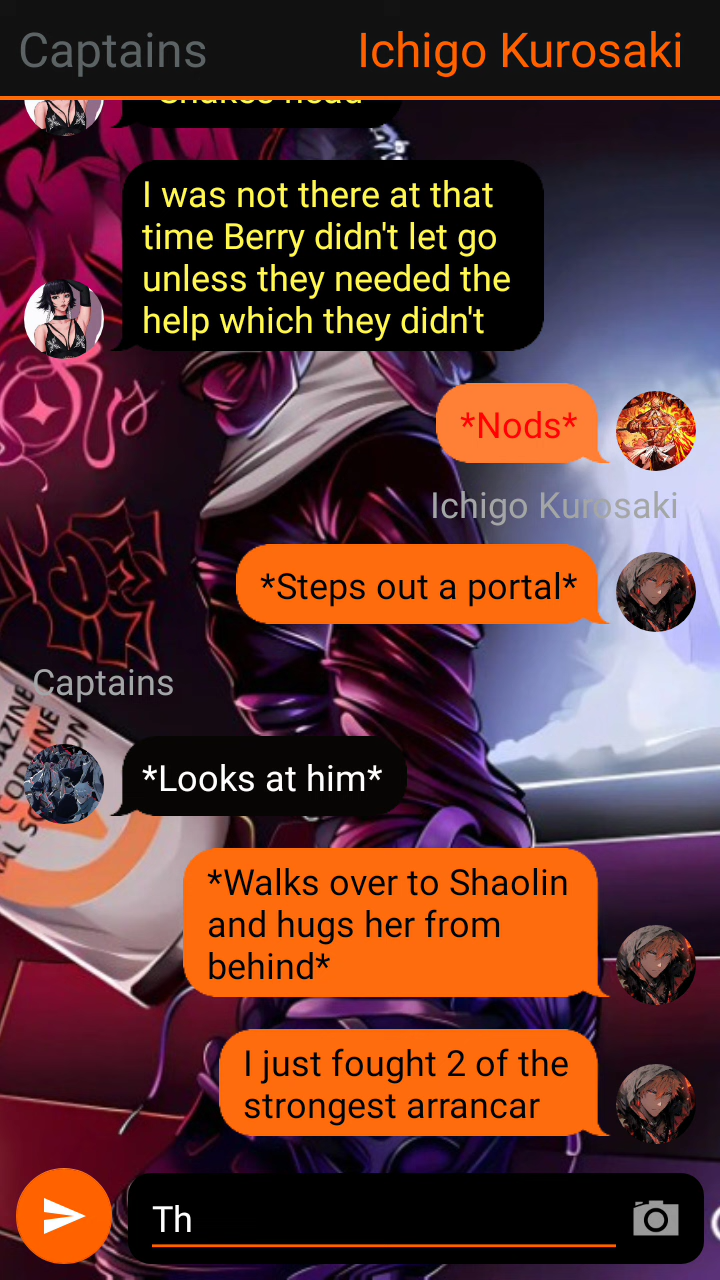 Captains
Ichigo Kurosaki
I was not there at that
time Berry didn't let go
unless they needed the
help which they didn't
*Nods*
Ichigo Kurosaki
*Steps out a portal*
Captains
*Looks at him*
*Walks over to Shaolin
and hugs her from
behind*
I just fought 2 of the
strongest arrancar
Th